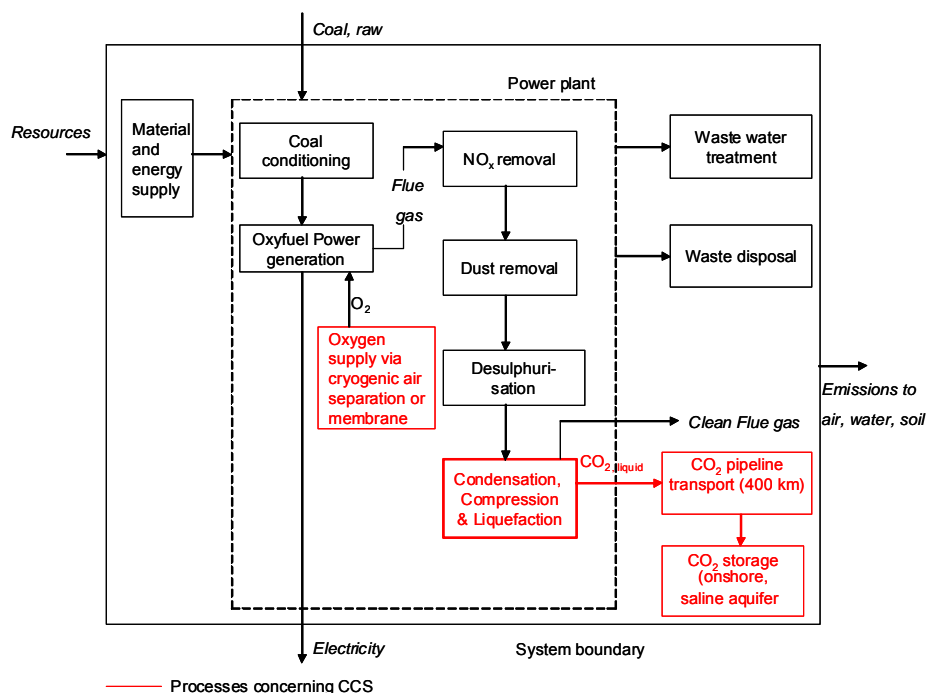 Coal, raw
Power plant
Resources
Material
and
energy
supply
Coal
conditioning
Flue
gas
NOx removal
Waste water
treatment
Oxyfuel Power
generation
Dust removal
Waste disposal
O2
Oxygen
supply via
cryogenic air
separation or
membrane
Desulphuri-
sation
Emissions to
air, water, soil
Clean Flue gas
CO2, liquid
Condensation,
Compression
& Liquefaction
CO2 pipeline
transport (400 km)
CO2 storage
(onshore,
saline aquifer
Electricity
System boundary
Processes concerning CCS